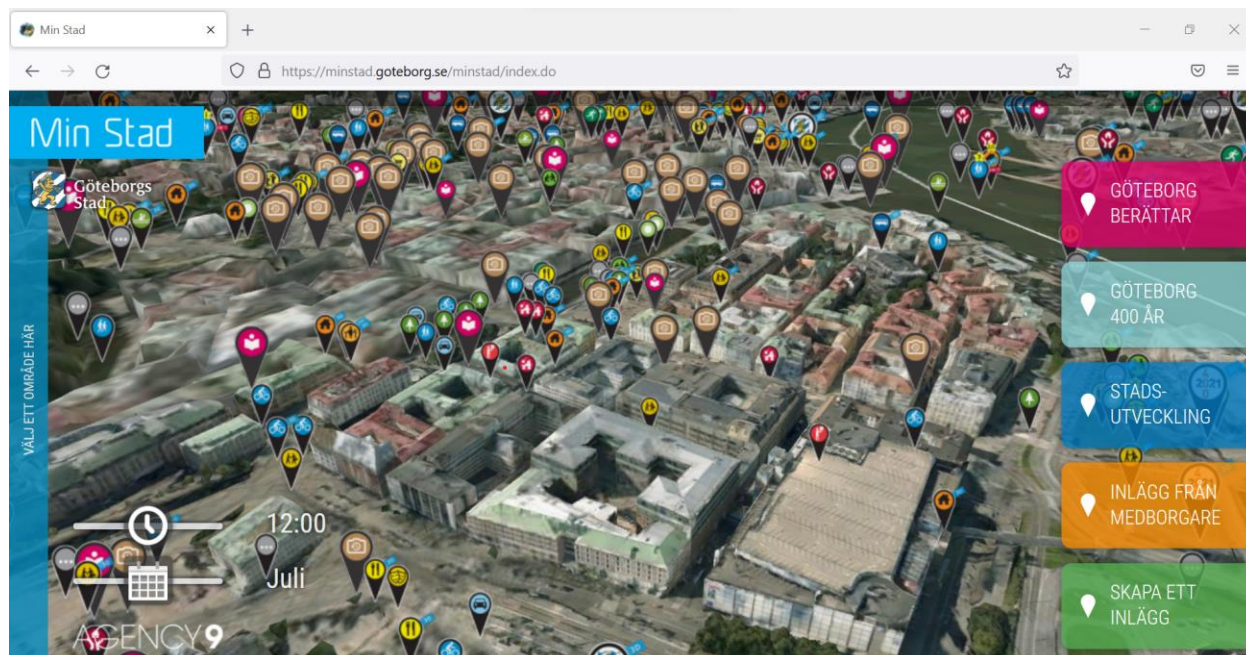 Min Stad
https://minstad.goteborg.se/minstad/index.do
Min Stad
Göteborgs
Stad
VÄLJ ETT OMRÅDE HÄR
GÖTEBORG
BERÄTTAR
GÖTEBORG
400 ÅR
STADS-
UTVECKLING
2021
INLÄGG FRÅN
MEDBORGARE
12:00
Juli
SKAPA ETT
INLÄGG
AGENCY9